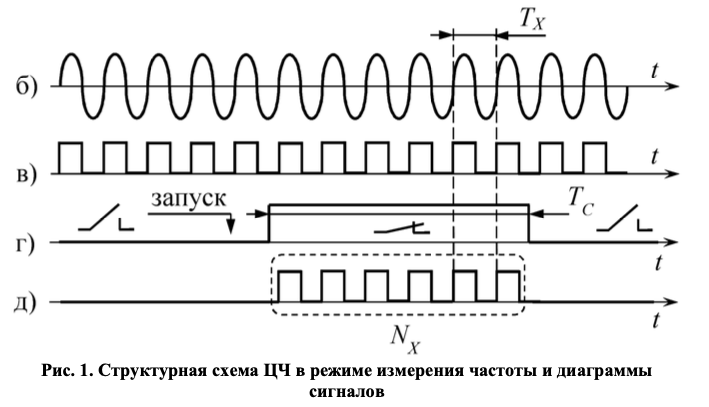 T_X
б)
t
в)
t
запуск
T_C
г)
t
д)
t
N_X
Рис. 1. Структурная схема ЦЧ в режиме измерения частоты и диаграммы
сигналов